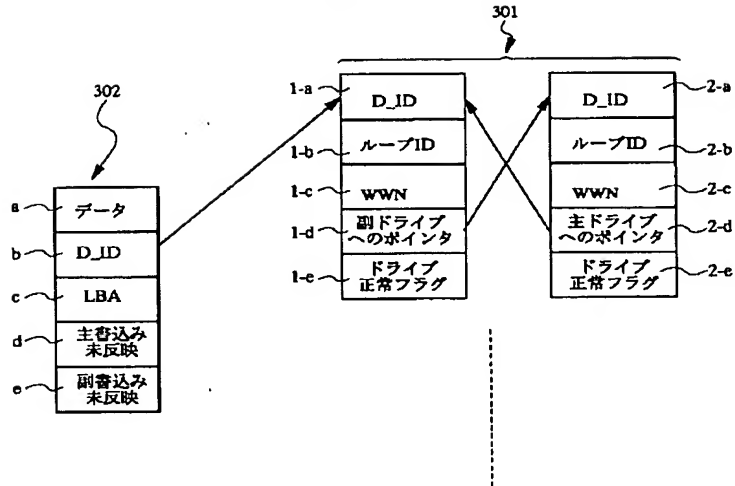 301
302
1-a
D_ID
D_ID
2-a
1-b
ループID
ループID
2-b
1-c
WWN
WWN
2-c
1-d
副ドライブ
へのポインタ
主ドライブ
へのポインタ
2-d
1-e
ドライブ
正常フラグ
ドライブ
正常フラグ
2-e
a
データ
b
D_ID
c
LBA
d
主書込み
未反映
e
副書込み
未反映